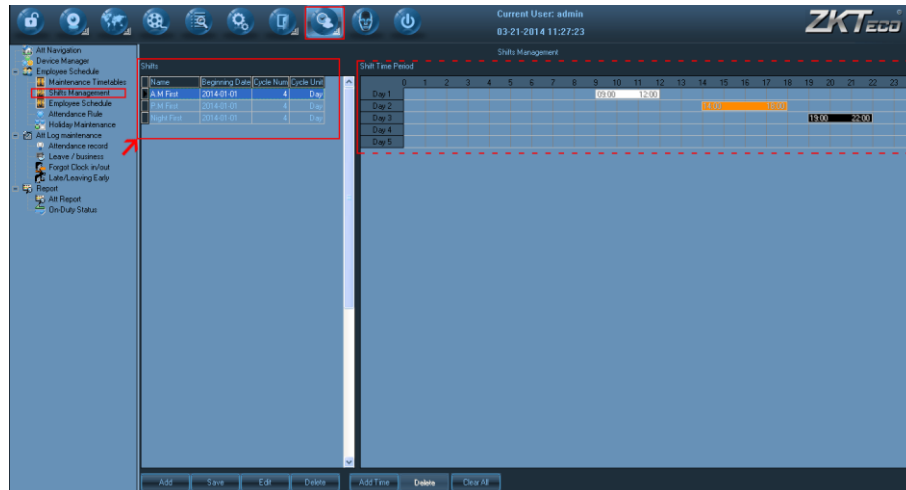 Current User: admin
03-21-2014 11:27:23
ZKTECO
Att Navigation
Device Manager
Employee Schedule
Maintenance Timetables
Shifts Management
Employee Schedule
Attendance Rule
Holiday Maintenance
Att Log maintenance
Attendance record
Leave / business
Forgot Clock in/out
Late/Leaving Early
Report
Att Report
On-Duty Status
Shifts Management
Shifts
Name Beginning Date Cycle Num Cycle Unit
A.M First 2014-01-01 4 Day
P.M First 2014-01-01 4 Day
Night First 2014-01-01 4 Day
Add Save Edit Delete
Shift Time Period
0 1 2 3 4 5 6 7 8 9 10 11 12 13 14 15 16 17 18 19 20 21 22 23
Day 1 09:00 12:00
Day 2
Day 3 19:00 22:00
Day 4
Day 5
Add Time Delete Clear All